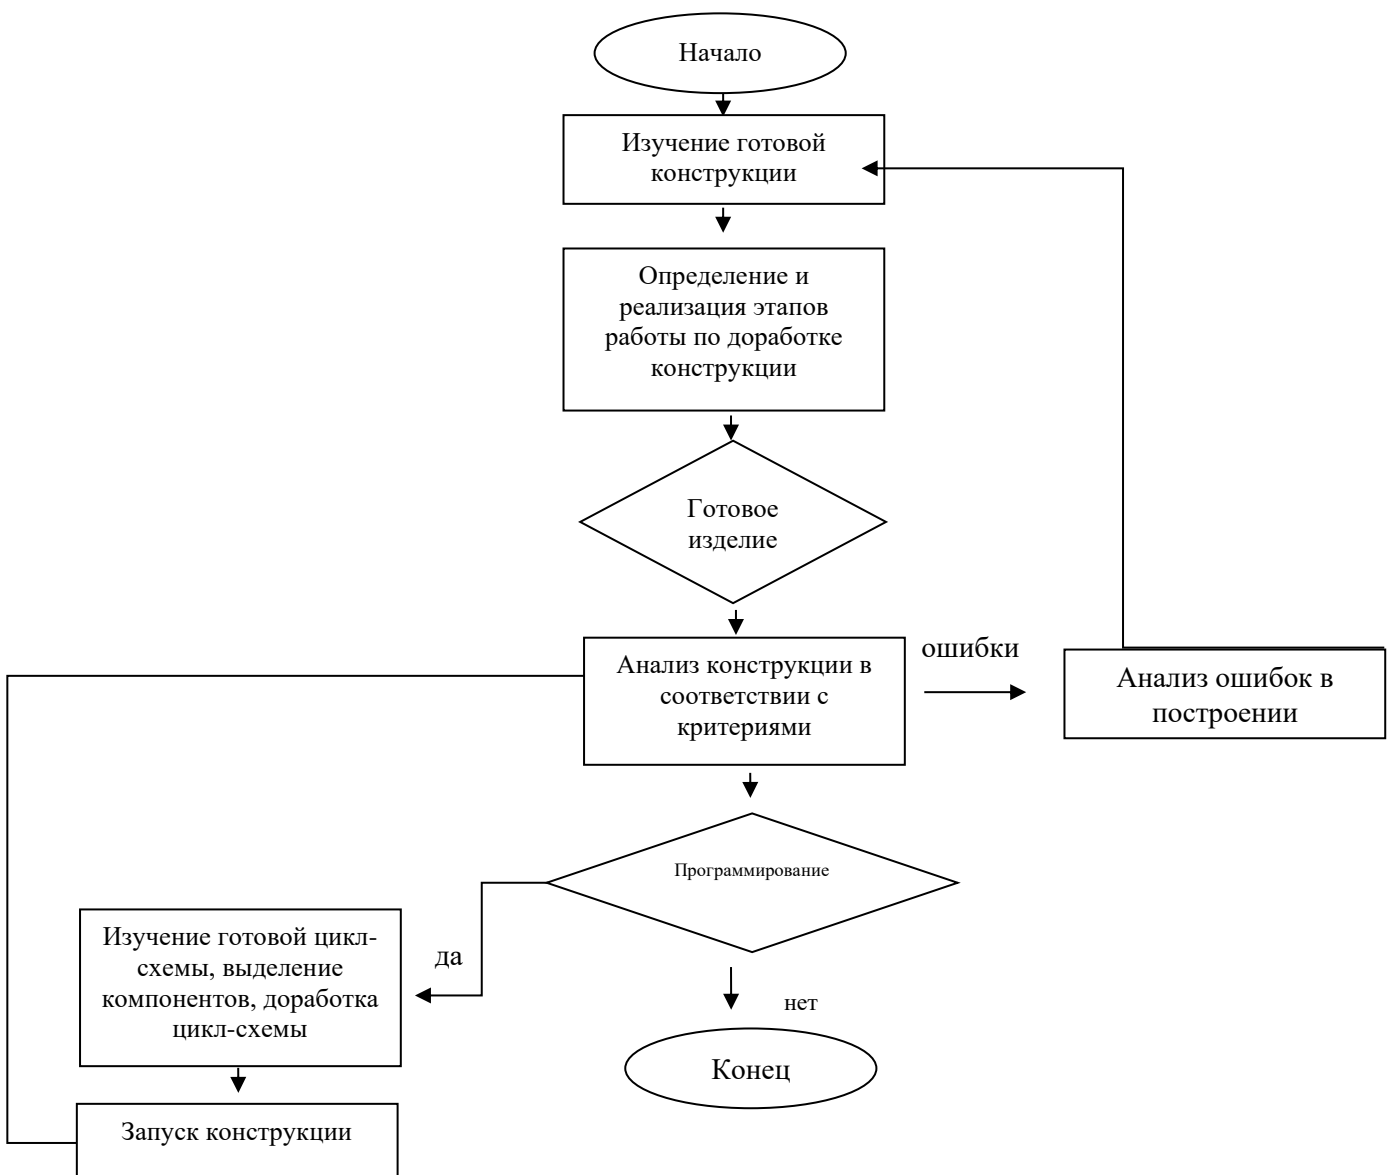 Начало
Изучение готовой
конструкции
Определение и
реализация этапов
работы по доработке
конструкции
Готовое
изделие
Анализ конструкции в
соответствии с
критериями
ошибки
Анализ ошибок в
построении
Программирование
Изучение готовой цикл-
схемы, выделение
компонентов, доработка
цикл-схемы
да
нет
Конец
Запуск конструкции